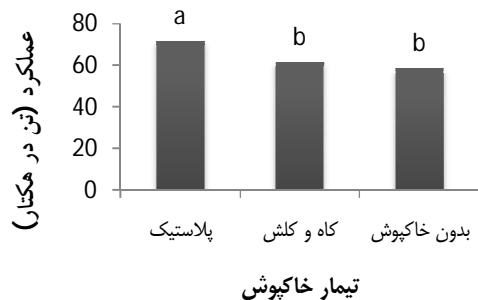 عملکرد (تن در هکتار)
80
60
40
20
0
a
b
b
پلاستیک
کاه و کلش
بدون خاکپوش
تیمار خاکپوش